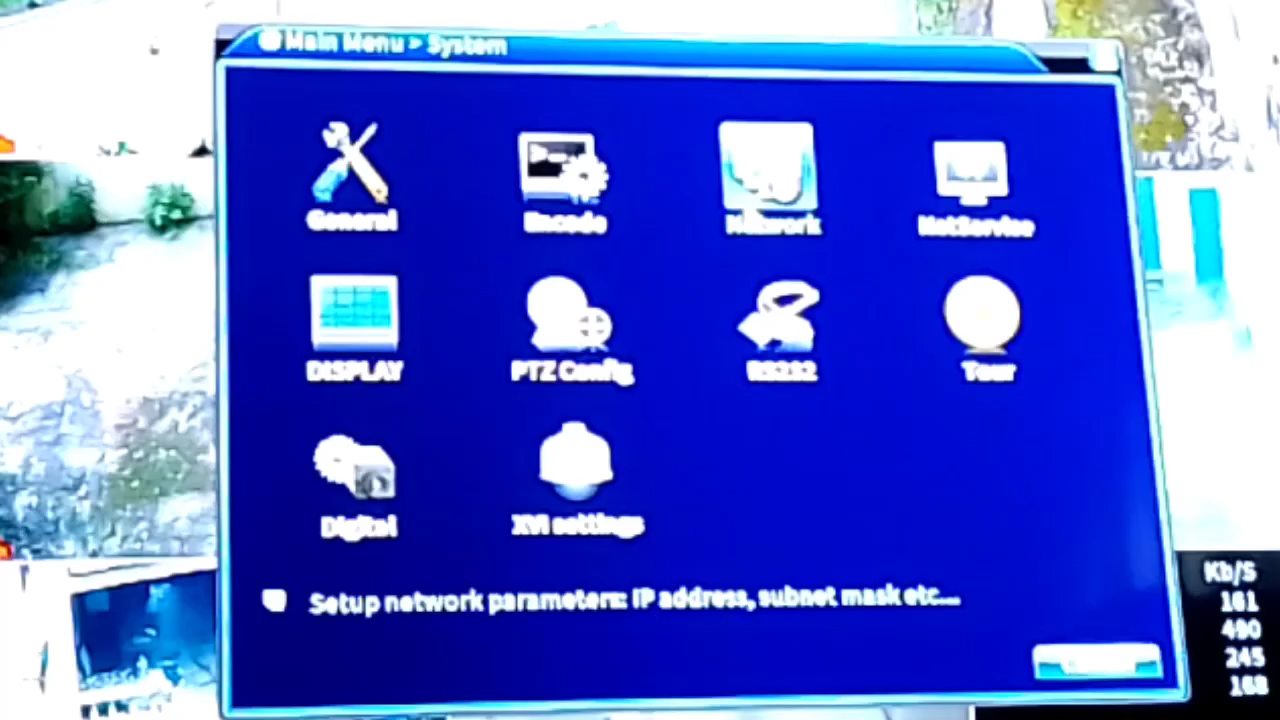 Main Menu > System
General Encode Network NetService
DISPLAY PTZ Config. RS232 Tour
Digital XVI settings
Setup network parameters: IP address, subnet mask etc...
Kb/S
161
490
245
168